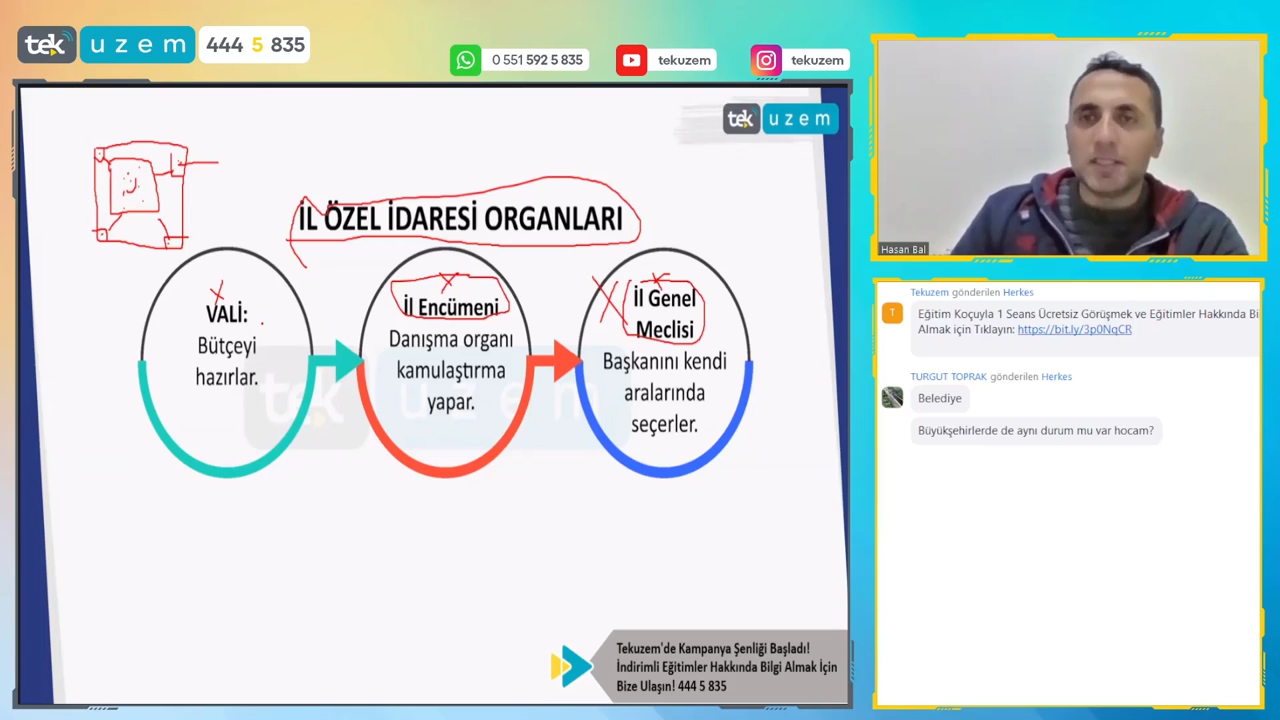 tek uzem 444 5 835
0 551 592 5 835
tekuzem
tekuzem
tek uzem
İL ÖZEL İDARESİ ORGANLARI
VALİ:
Bütçeyi
hazırlar.
İl Encümeni
Danışma organı
kamulaştırma
yapar.
İl Genel
Meclisi
Başkanını kendi
aralarında
seçerler.
tek uzem
Tekuzem'de Kampanya Şenliği Başladı!
İndirimli Eğitimler Hakkında Bilgi Almak İçin
Bize Ulaşın! 444 5 835
Hasan Bal
Tekuzem gönderilen Herkes
T
Eğitim Koçuyla 1 Seans Ücretsiz Görüşmek ve Eğitimler Hakkında Bi
Almak için Tıklayın: https://bit.ly/3p0NqCR
TURGUT TOPRAK gönderilen Herkes
Belediye
Büyükşehirlerde de aynı durum mu var hocam?